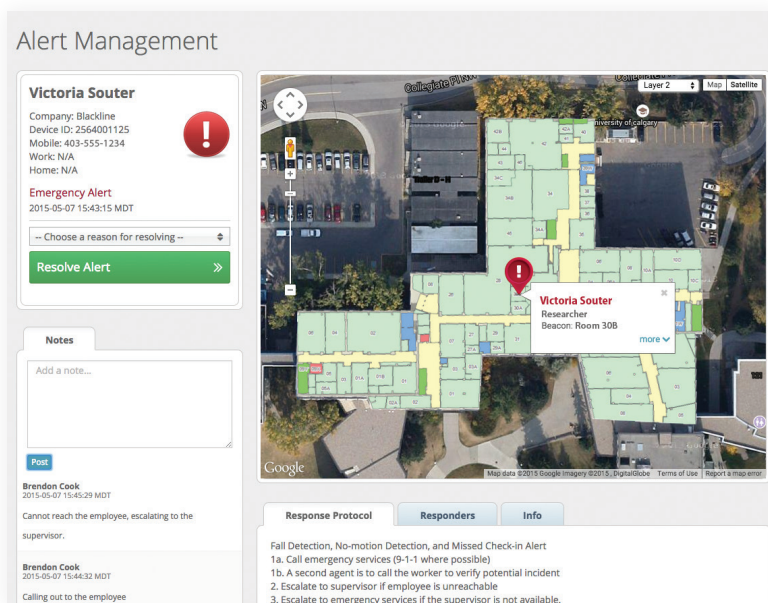 Alert Management
Victoria Souter
Company: Blackline
Device ID: 2564001125
Mobile: 403-555-1234
Work: N/A
Home: N/A
Emergency Alert
2015-05-07 15:43:15 MDT
-- Choose a reason for resolving --
Resolve Alert »
Notes
Add a note...
Post
Brendon Cook
2015-05-07 15:45:29 MDT
Cannot reach the employee, escalating to the
supervisor.
Brendon Cook
2015-05-07 15:44:32 MDT
Calling out to the employee
Collegiate Pl NW
Layer 2
Map
Satellite
university of calgary
Victoria Souter
Researcher
Beacon: Room 30B
more
Google
Map data ©2015 Google Imagery ©2015 , DigitalGlobe
Terms of Use
Report a map error
Response Protocol
Responders
Info
Fall Detection, No-motion Detection, and Missed Check-in Alert
1a. Call emergency services (9-1-1 where possible)
1b. A second agent is to call the worker to verify potential incident
2. Escalate to supervisor if employee is unreachable
3. Escalate to emergency services if the supervisor is not available.